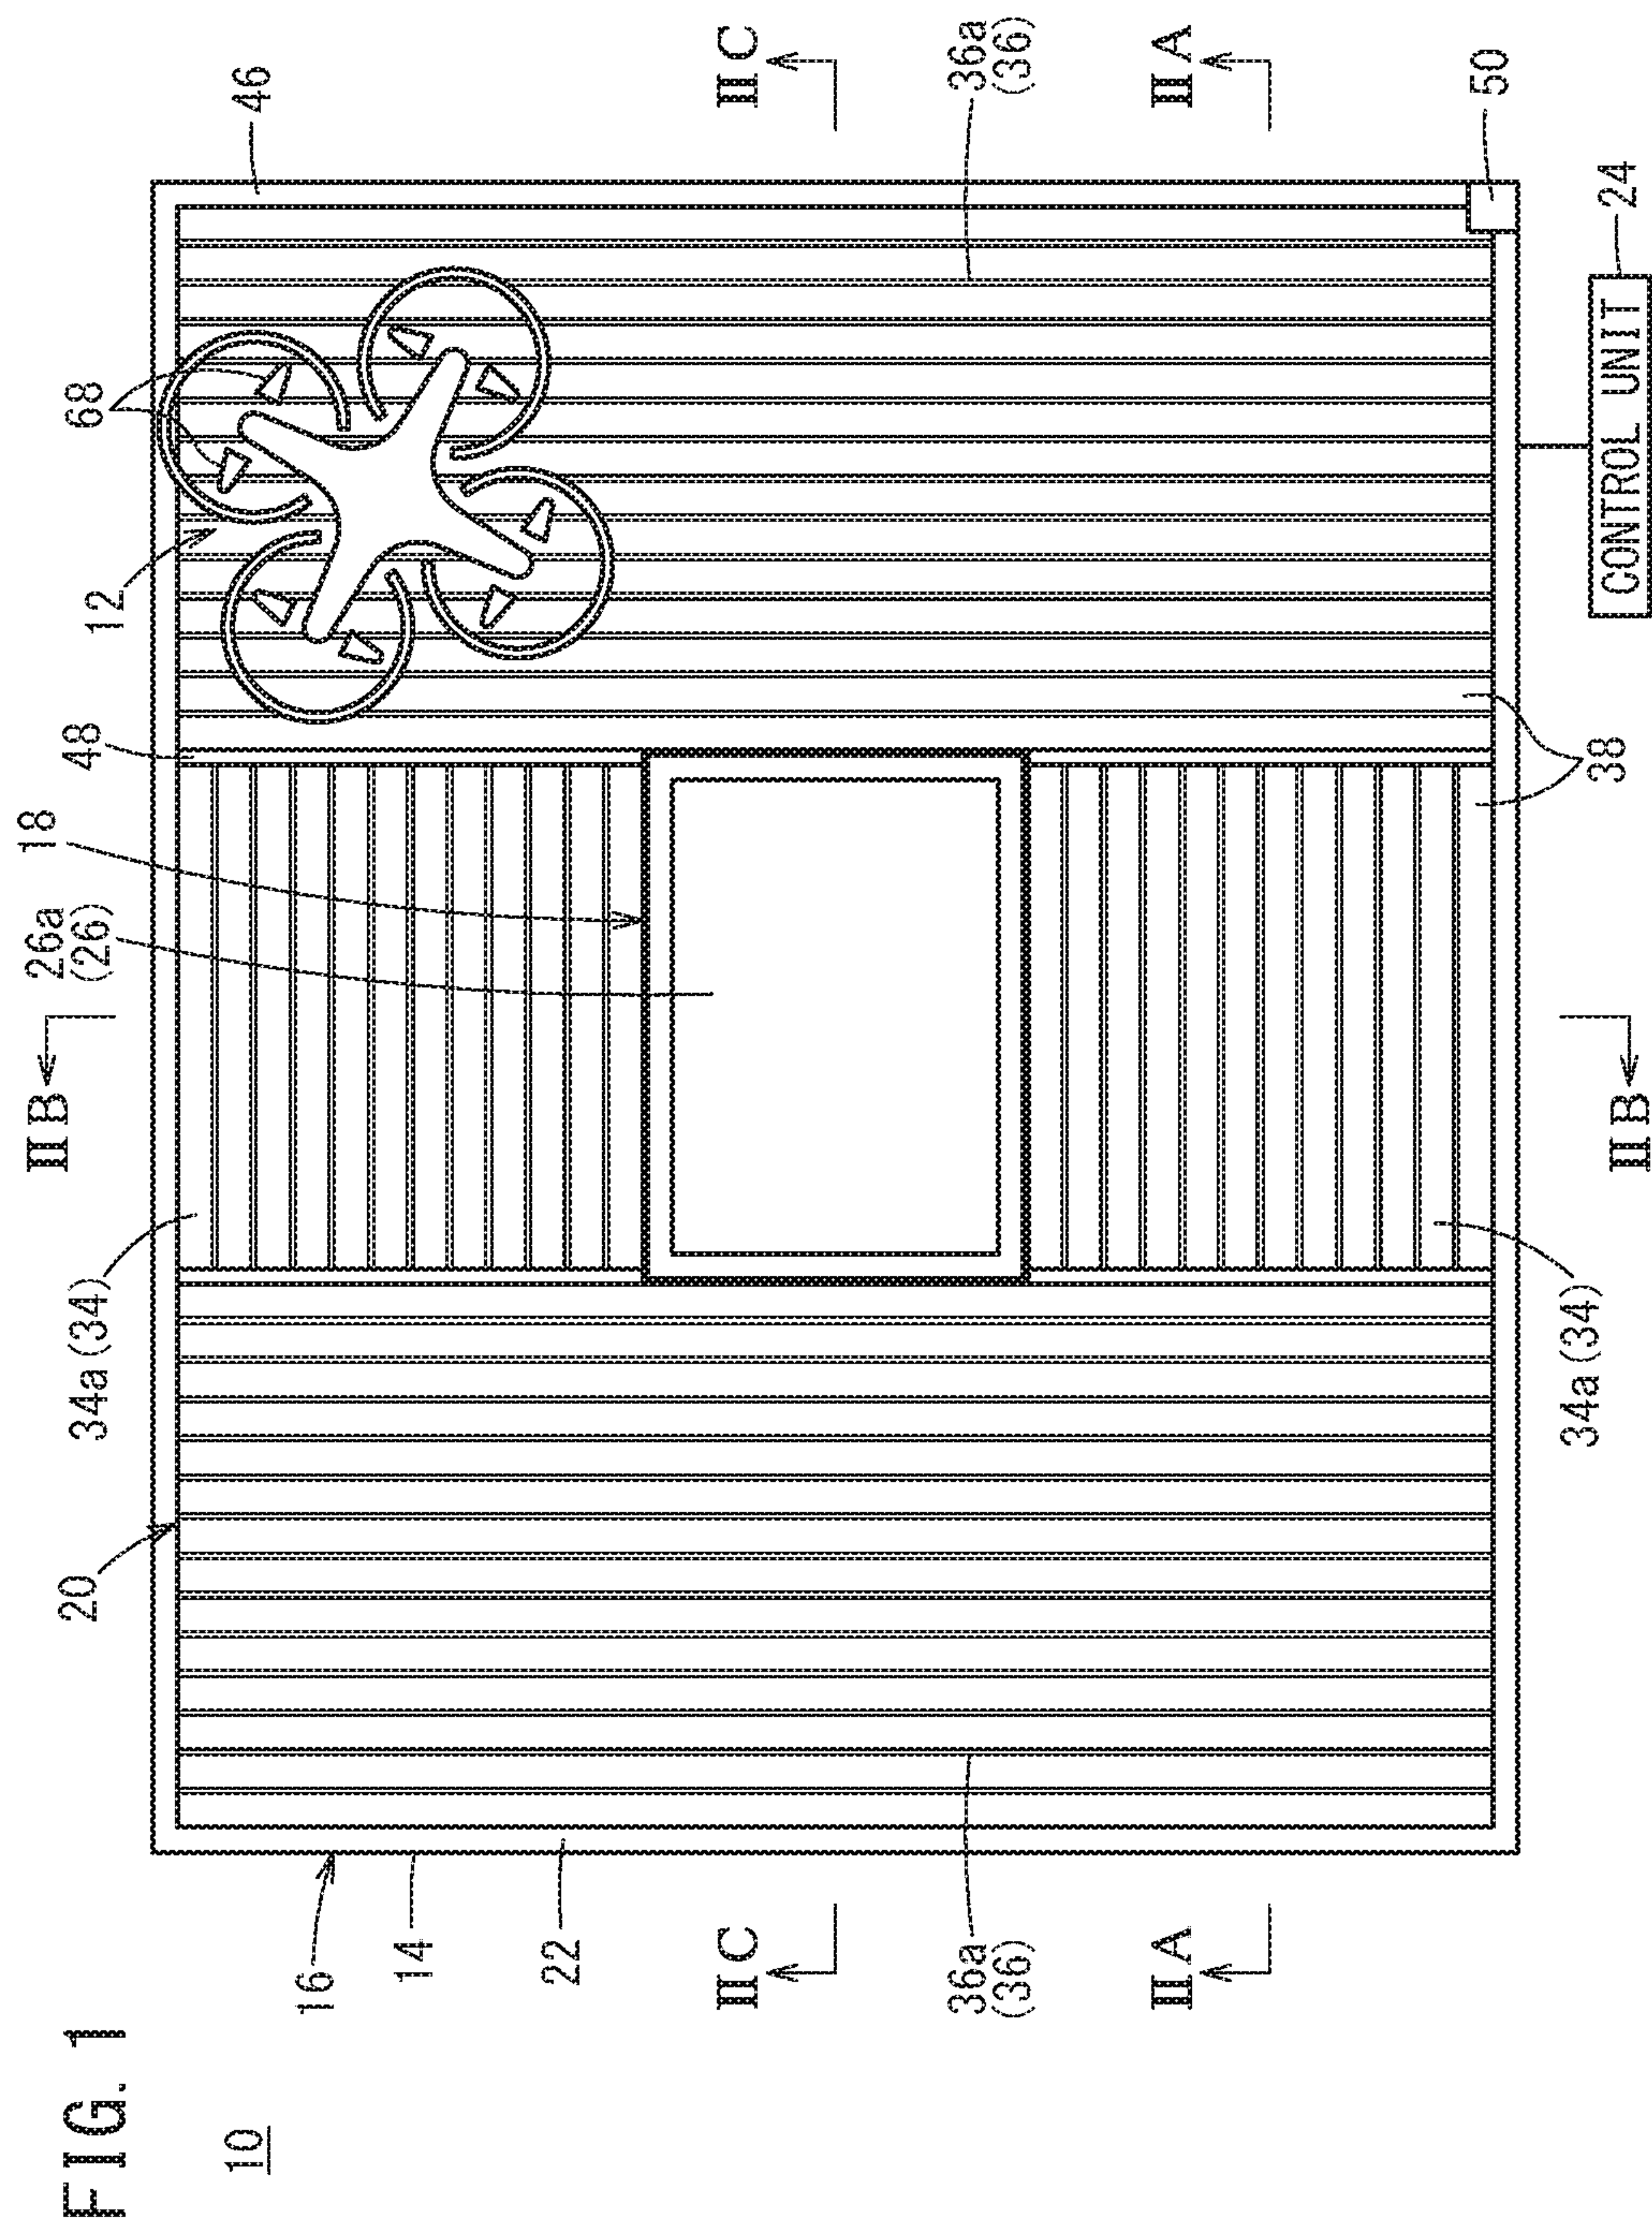 FIG. 1
10
20
34a (34)
IIB
26a
(26)
18
48
12
68
46
16
14
22
IIC
IIC
36a
(36)
36a
(36)
IIA
IIA
50
34a (34)
IIB
38
CONTROL UNIT
24